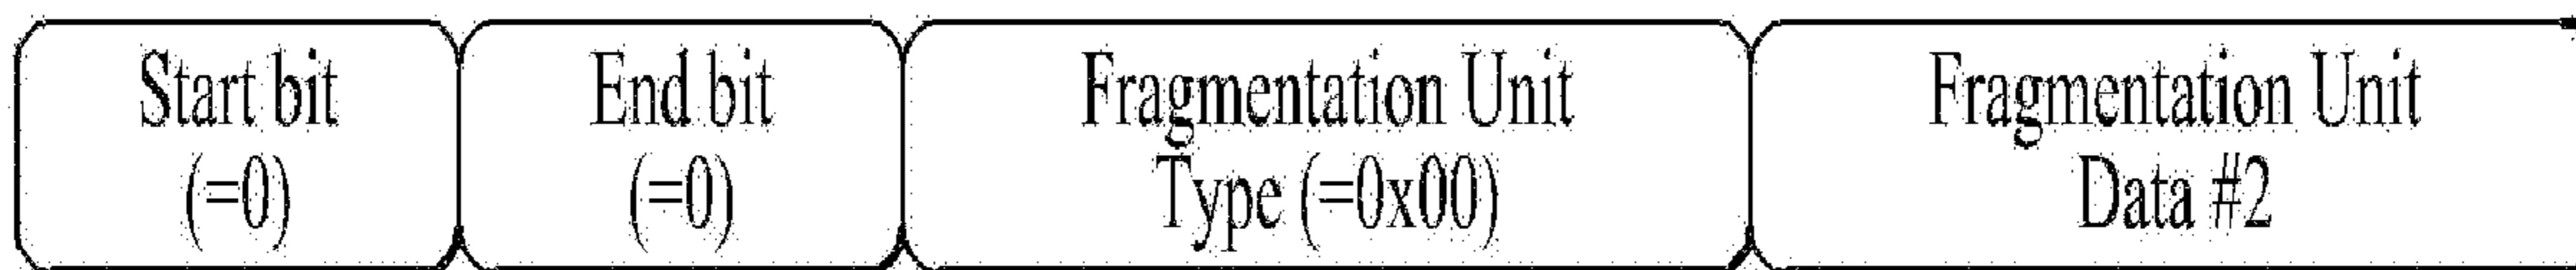 Start bit
(=0)
End bit
(=0)
Fragmentation Unit
Type (=0x00)
Fragmentation Unit
Data #2